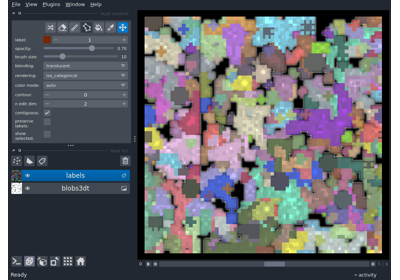 File View Plugins Window Help
label: 1
opacity: 0.70
brush size: 10
blending: translucent
rendering: iso_categorical
color mode: auto
contour: 0
n edit dim: 2
contiguous:
preserve labels:
show selected:
labels
blobs3dt
Ready
activity